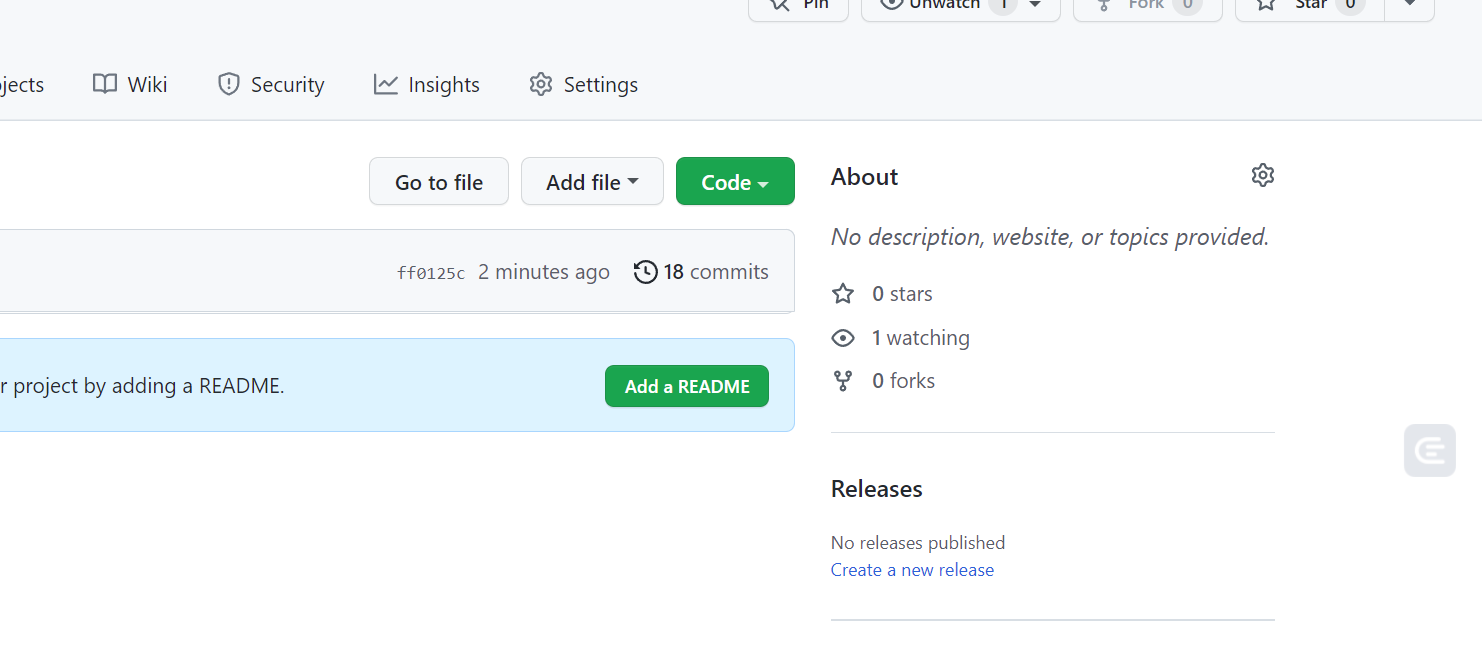 Pin Unwatch 1 Fork 0 Star 0
jects Wiki Security Insights Settings
Go to file Add file Code
About
No description, website, or topics provided.
ff0125c 2 minutes ago 18 commits
0 stars
1 watching
0 forks
r project by adding a README. Add a README
Releases
No releases published
Create a new release